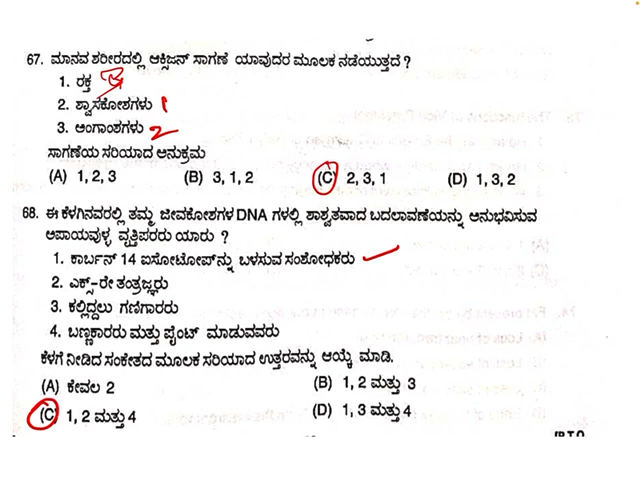 67. ಮಾನವ ಶರೀರದಲ್ಲಿ ಆಕ್ಸಿಜನ್ ಸಾಗಣೆ ಯಾವುದರ ಮೂಲಕ ನಡೆಯುತ್ತದೆ ?
1. ರಕ್ತ
2. ಶ್ವಾಸಕೋಶಗಳು 1
3. ಅಂಗಾಂಶಗಳು 2
ಸಾಗಣೆಯ ಸರಿಯಾದ ಅನುಕ್ರಮ
(A) 1, 2, 3 (B) 3, 1, 2 (C) 2, 3, 1 (D) 1, 3, 2
68. ಈ ಕೆಳಗಿನವರಲ್ಲಿ ತಮ್ಮ ಜೀವಕೋಶಗಳ DNA ಗಳಲ್ಲಿ ಶಾಶ್ವತವಾದ ಬದಲಾವಣೆಯನ್ನು ಅನುಭವಿಸುವ
ಅಪಾಯವುಳ್ಳ ವೃತ್ತಿಪರರು ಯಾರು ?
1. ಕಾರ್ಬನ್ 14 ಐಸೋಟೋಪ್‌ನ್ನು ಬಳಸುವ ಸಂಶೋಧಕರು
2. ಎಕ್ಸ್-ರೇ ತಂತ್ರಜ್ಞರು
3. ಕಲ್ಲಿದ್ದಲು ಗಣಿಗಾರರು
4. ಬಣ್ಣಕಾರರು ಮತ್ತು ಪೈಂಟ್ ಮಾಡುವವರು
ಕೆಳಗೆ ನೀಡಿದ ಸಂಕೇತದ ಮೂಲಕ ಸರಿಯಾದ ಉತ್ತರವನ್ನು ಆಯ್ಕೆ ಮಾಡಿ.
(A) ಕೇವಲ 2 (B) 1, 2 ಮತ್ತು 3
(C) 1, 2 ಮತ್ತು 4 (D) 1, 3 ಮತ್ತು 4